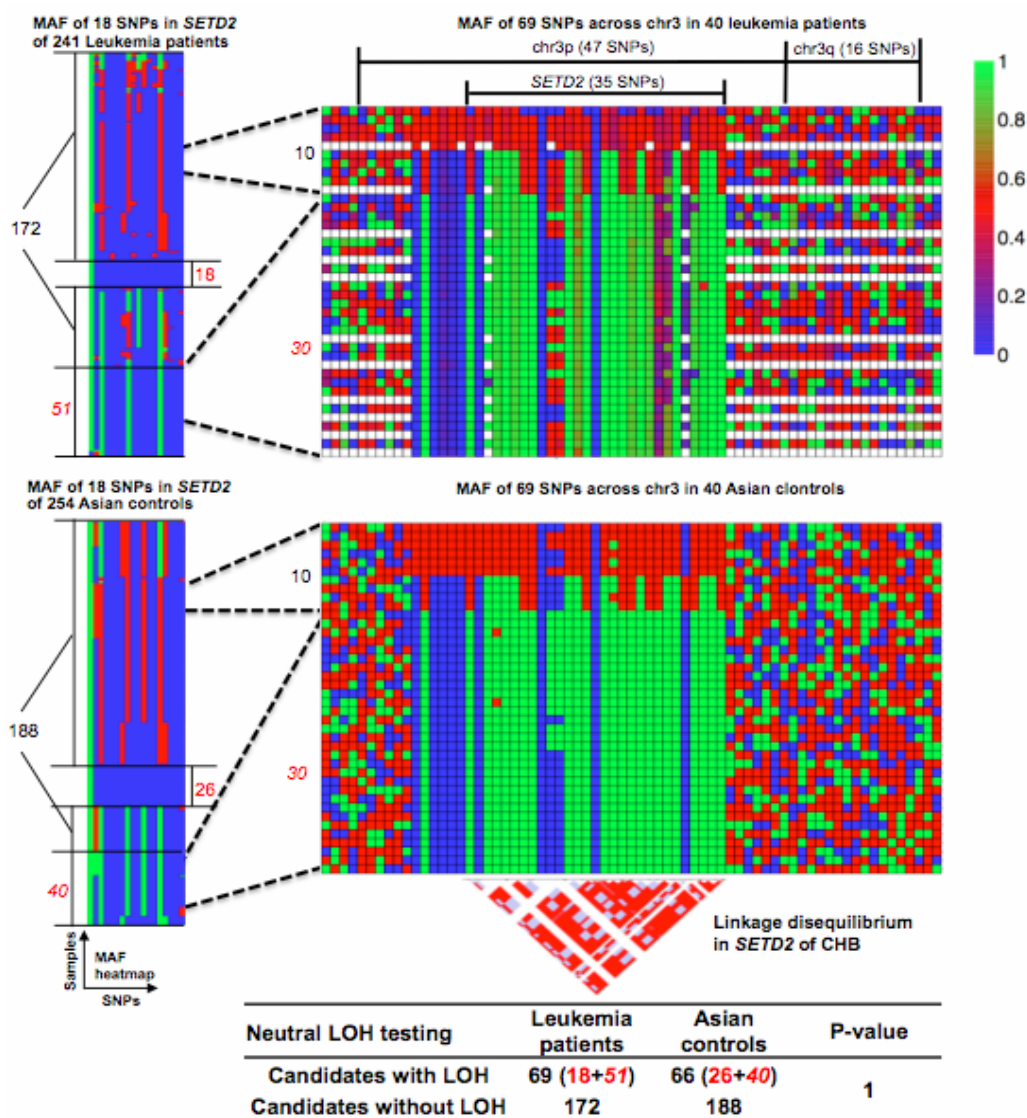 MAF of 18 SNPs in SETD2
of 241 Leukemia patients
MAF of 69 SNPs across chr3 in 40 leukemia patients
chr3p (47 SNPs)
chr3q (16 SNPs)
SETD2 (35 SNPs)
1
0.8
0.6
0.4
0.2
0
10
30
172
18
51
MAF of 18 SNPs in SETD2
of 254 Asian controls
MAF of 69 SNPs across chr3 in 40 Asian clontrols
10
30
188
26
40
Samples
MAF
heatmap
SNPs
Linkage disequilibrium
in SETD2 of CHB
Neutral LOH testing Leukemia patients Asian controls P-value
Candidates with LOH 69 (18+51) 66 (26+40) 1
Candidates without LOH 172 188